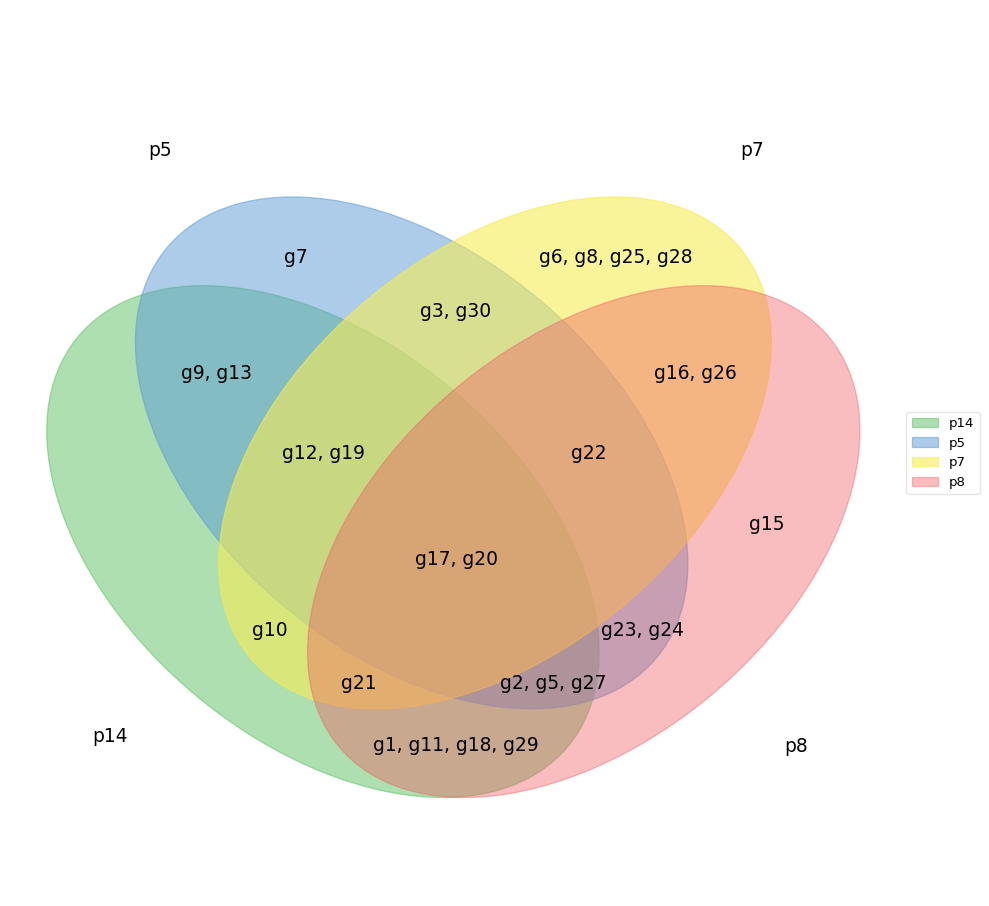 p5
p7
g7
g6, g8, g25, g28
g3, g30
g9, g13
g16, g26
p14
p5
p7
p8
g12, g19
g22
g15
g17, g20
g10
g23, g24
g21
g2, g5, g27
p14
g1, g11, g18, g29
p8